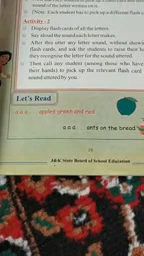 sound of the letter written on it.
(Note: Each student has to pick up a different flash
Activity - 2
Display flash cards of all the letters.
Say aloud the sound each letter makes.
After this utter any letter sound, without showing
flash cards, and ask the students to raise their
they recognise the letter for the sound uttered.
Then call any student (among those who have
their hands) to pick up the relevant flash card
sound uttered by you.
Let's Read
a a a apples green and red
a a a ants on the bread
J&K State Board of School Education